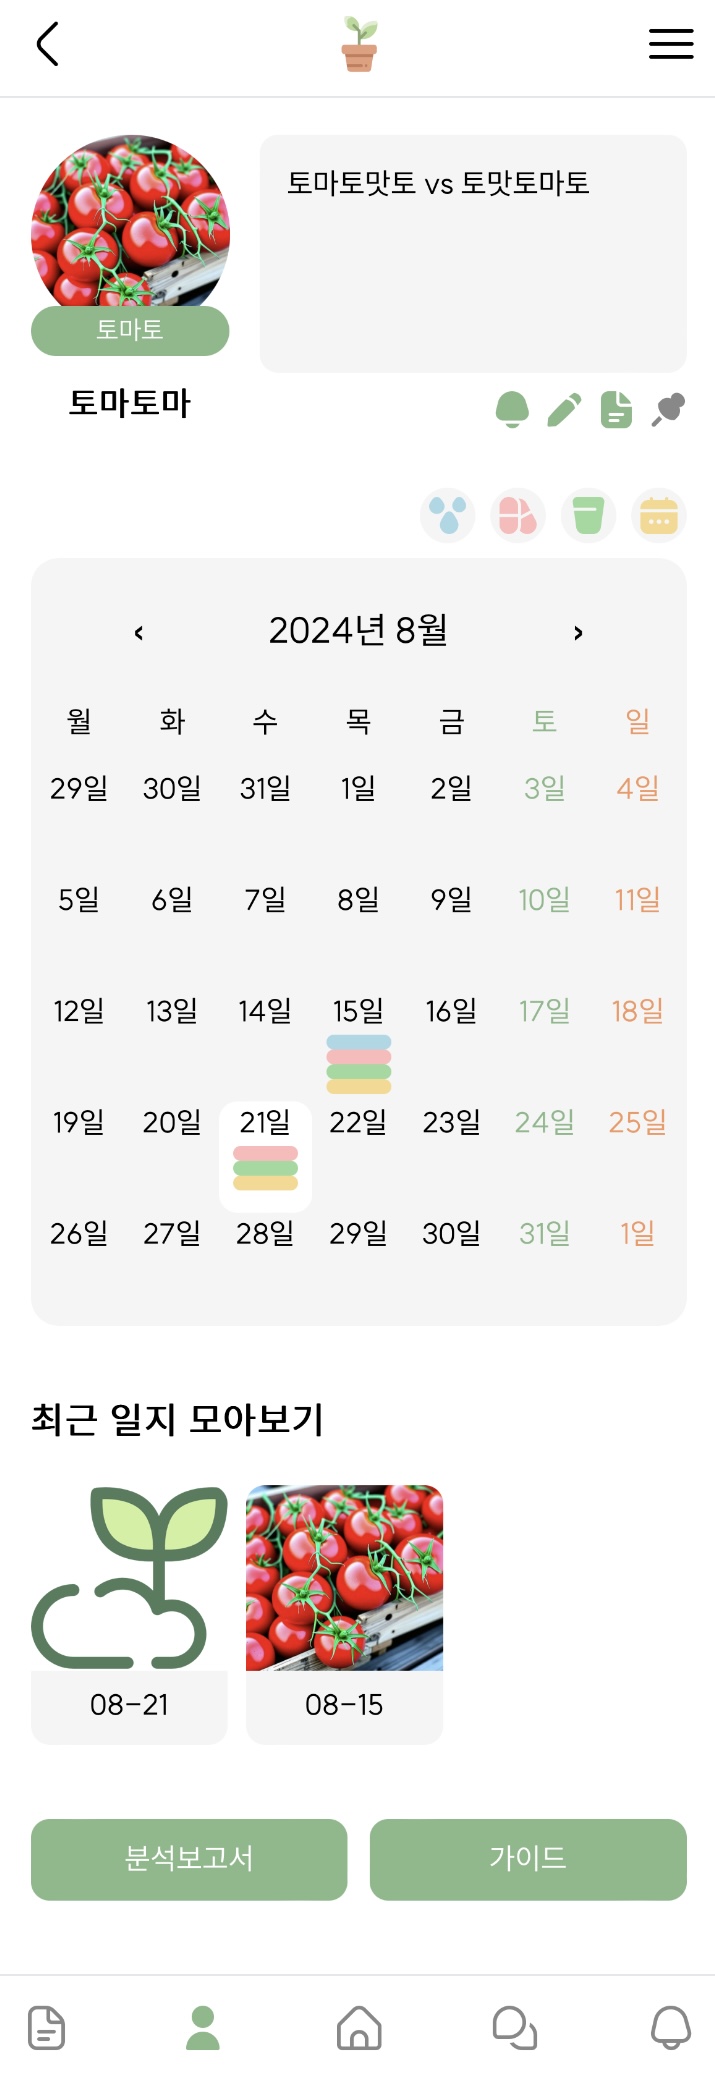 토마토맛토 vs 토맛토마토
토마토
토마토마
‹ 2024년 8월 ›
월 화 수 목 금 토 일
29일 30일 31일 1일 2일 3일 4일
5일 6일 7일 8일 9일 10일 11일
12일 13일 14일 15일 16일 17일 18일
19일 20일 21일 22일 23일 24일 25일
26일 27일 28일 29일 30일 31일 1일
최근 일지 모아보기
08-21 08-15
분석보고서 가이드